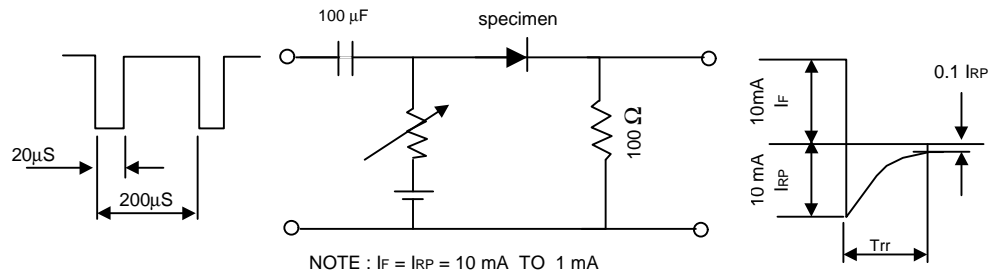 100 µF
specimen
20µS
200µS
100 Ω
10mA
IF
10 mA
IRP
0.1 IRP
Trr
NOTE : IF = IRP = 10 mA TO 1 mA